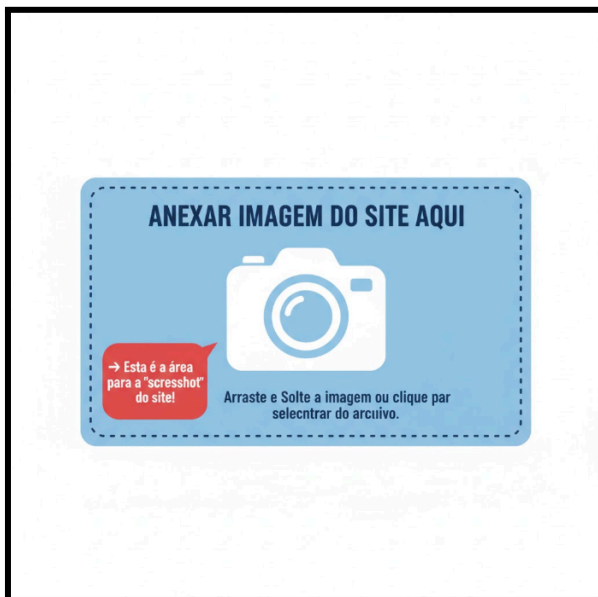 ANEXAR IMAGEM DO SITE AQUI
→ Esta é a área
para a "scresshot"
do site!
Arraste e Solte a imagem ou clique par
selecntrar do arcuivo.